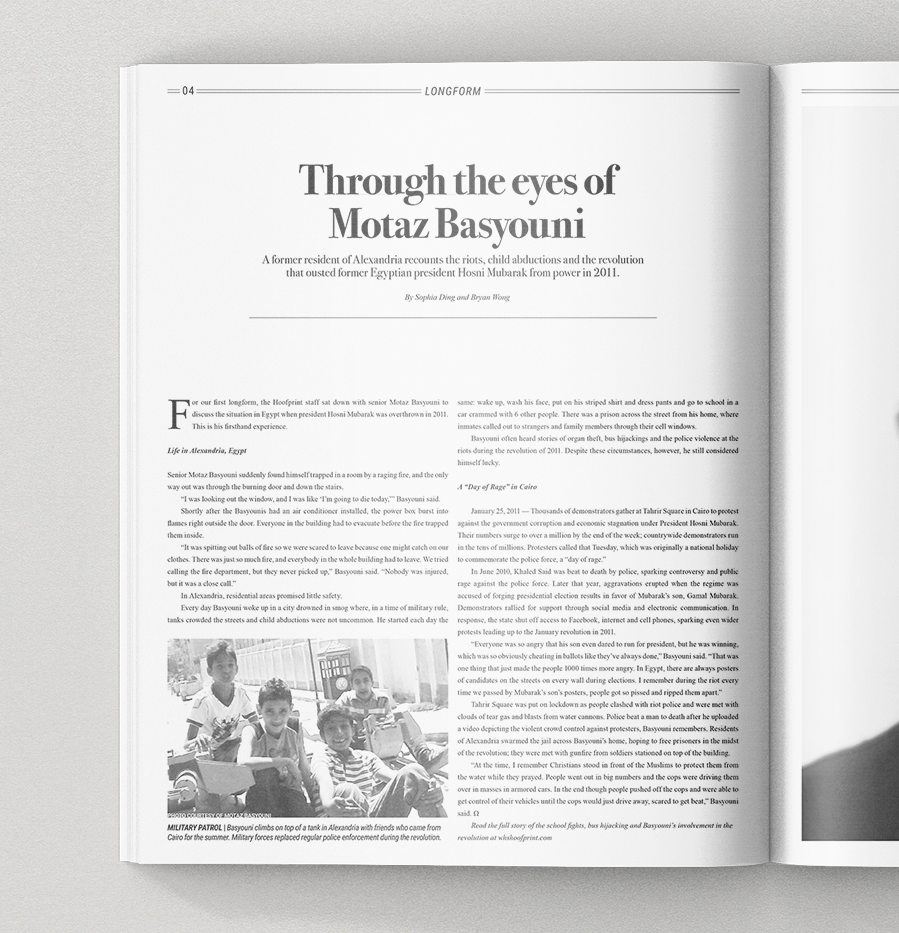 04
LONGFORM
Through the eyes of
Motaz Basyouni
A former resident of Alexandria recounts the riots, child abductions and the revolution
that ousted former Egyptian president Hosni Mubarak from power in 2011.
By Sophia Ding and Bryan Wong
For our first longform, the Hoofprint staff sat down with senior Motaz Basyouni to
discuss the situation in Egypt when president Hosni Mubarak was overthrown in 2011.
This is his firsthand experience.
Life in Alexandria, Egypt
Senior Motaz Basyouni suddenly found himself trapped in a room by a raging fire, and the only
way out was through the burning door and down the stairs.
“I was looking out the window, and I was like ‘I’m going to die today,’” Basyouni said.
Shortly after the Basyounis had an air conditioner installed, the power box burst into
flames right outside the door. Everyone in the building had to evacuate before the fire trapped
them inside.
“It was spitting out balls of fire so we were scared to leave because one might catch on our
clothes. There was just so much fire, and everybody in the whole building had to leave. We tried
calling the fire department, but they never picked up,” Basyouni said. “Nobody was injured,
but it was a close call.”
In Alexandria, residential areas promised little safety.
Every day Basyouni woke up in a city drowned in smog where, in a time of military rule,
tanks crowded the streets and child abductions were not uncommon. He started each day the
PHOTO COURTESY OF MOTAZ BASYOUNI
MILITARY PATROL | Basyouni climbs on top of a tank in Alexandria with friends who came from
Cairo for the summer. Military forces replaced regular police enforcement during the revolution.
same: wake up, wash his face, put on his striped shirt and dress pants and go to school in a
car crammed with 6 other people. There was a prison across the street from his home, where
inmates called out to strangers and family members through their cell windows.
Basyouni often heard stories of organ theft, bus hijackings and the police violence at the
riots during the revolution of 2011. Despite these circumstances, however, he still considered
himself lucky.
A “Day of Rage” in Cairo
January 25, 2011 — Thousands of demonstrators gather at Tahrir Square in Cairo to protest
against the government corruption and economic stagnation under President Hosni Mubarak.
Their numbers surge to over a million by the end of the week; countrywide demonstrators run
in the tens of millions. Protesters called that Tuesday, which was originally a national holiday
to commemorate the police force, a “day of rage.”
In June 2010, Khaled Said was beat to death by police, sparking controversy and public
rage against the police force. Later that year, aggravations erupted when the regime was
accused of forging presidential election results in favor of Mubarak’s son, Gamal Mubarak.
Demonstrators rallied for support through social media and electronic communication. In
response, the state shut off access to Facebook, internet and cell phones, sparking even wider
protests leading up to the January revolution in 2011.
“Everyone was so angry that his son even dared to run for president, but he was winning,
which was so obviously cheating in ballots like they’ve always done,” Basyouni said. “That was
one thing that just made the people 1000 times more angry. In Egypt, there are always posters
of candidates on the streets on every wall during elections. I remember during the riot every
time we passed by Mubarak’s son’s posters, people got so pissed and ripped them apart.”
Tahrir Square was put on lockdown as people clashed with riot police and were met with
clouds of tear gas and blasts from water cannons. Police beat a man to death after he uploaded
a video depicting the violent crowd control against protesters, Basyouni remembers. Residents
of Alexandria swarmed the jail across Basyouni’s home, hoping to free prisoners in the midst
of the revolution; they were met with gunfire from soldiers stationed on top of the building.
“At the time, I remember Christians stood in front of the Muslims to protect them from
the water while they prayed. People went out in big numbers and the cops were driving them
over in masses in armored cars. In the end though people pushed off the cops and were able to
get control of their vehicles until the cops would just drive away, scared to get beat,” Basyouni
said. Ω
Read the full story of the school fights, bus hijacking and Basyouni’s involvement in the
revolution at whshoofprint.com